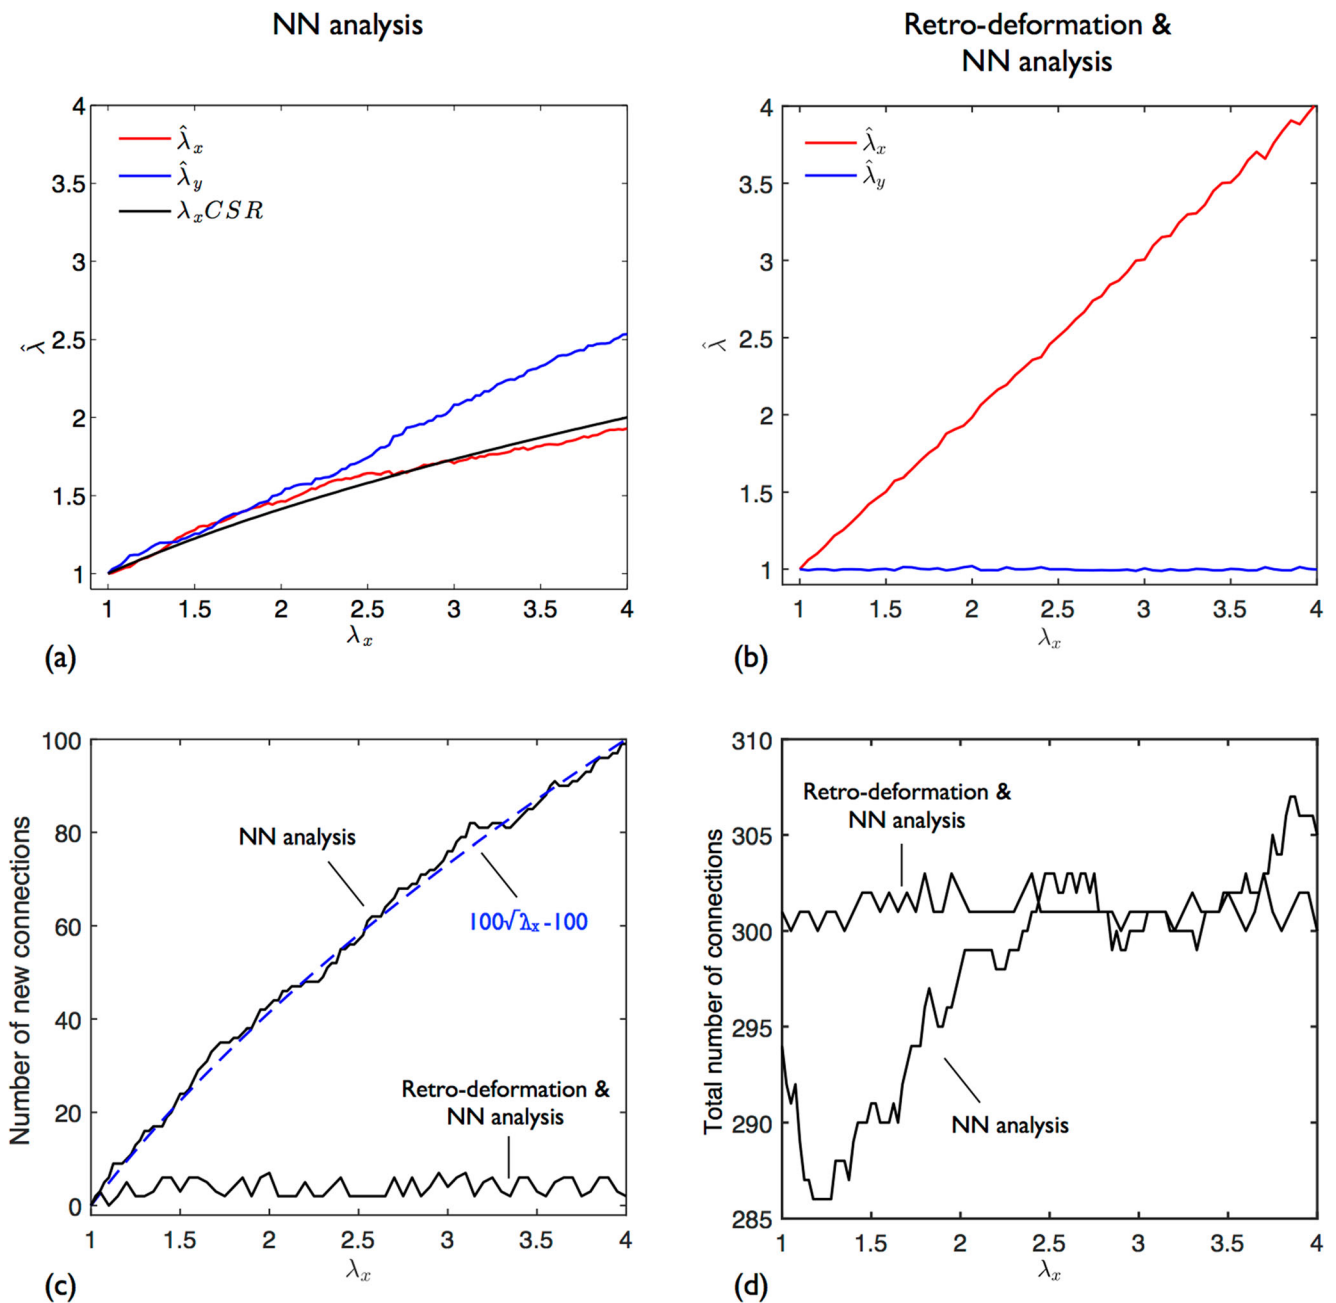 NN analysis
Retro-deformation &
NN analysis
4
3.5
3
2.5
2
1.5
1
λ̂
λ̂x
λ̂y
λxCSR
1 1.5 2 2.5 3 3.5 4
λx
(a)
4
3.5
3
2.5
2
1.5
1
λ̂
λ̂x
λ̂y
1 1.5 2 2.5 3 3.5 4
λx
(b)
100
80
60
40
20
0
Number of new connections
NN analysis
100√λx-100
Retro-deformation &
NN analysis
1 1.5 2 2.5 3 3.5 4
λx
(c)
310
305
300
295
290
285
Total number of connections
Retro-deformation &
NN analysis
NN analysis
1 1.5 2 2.5 3 3.5 4
λx
(d)